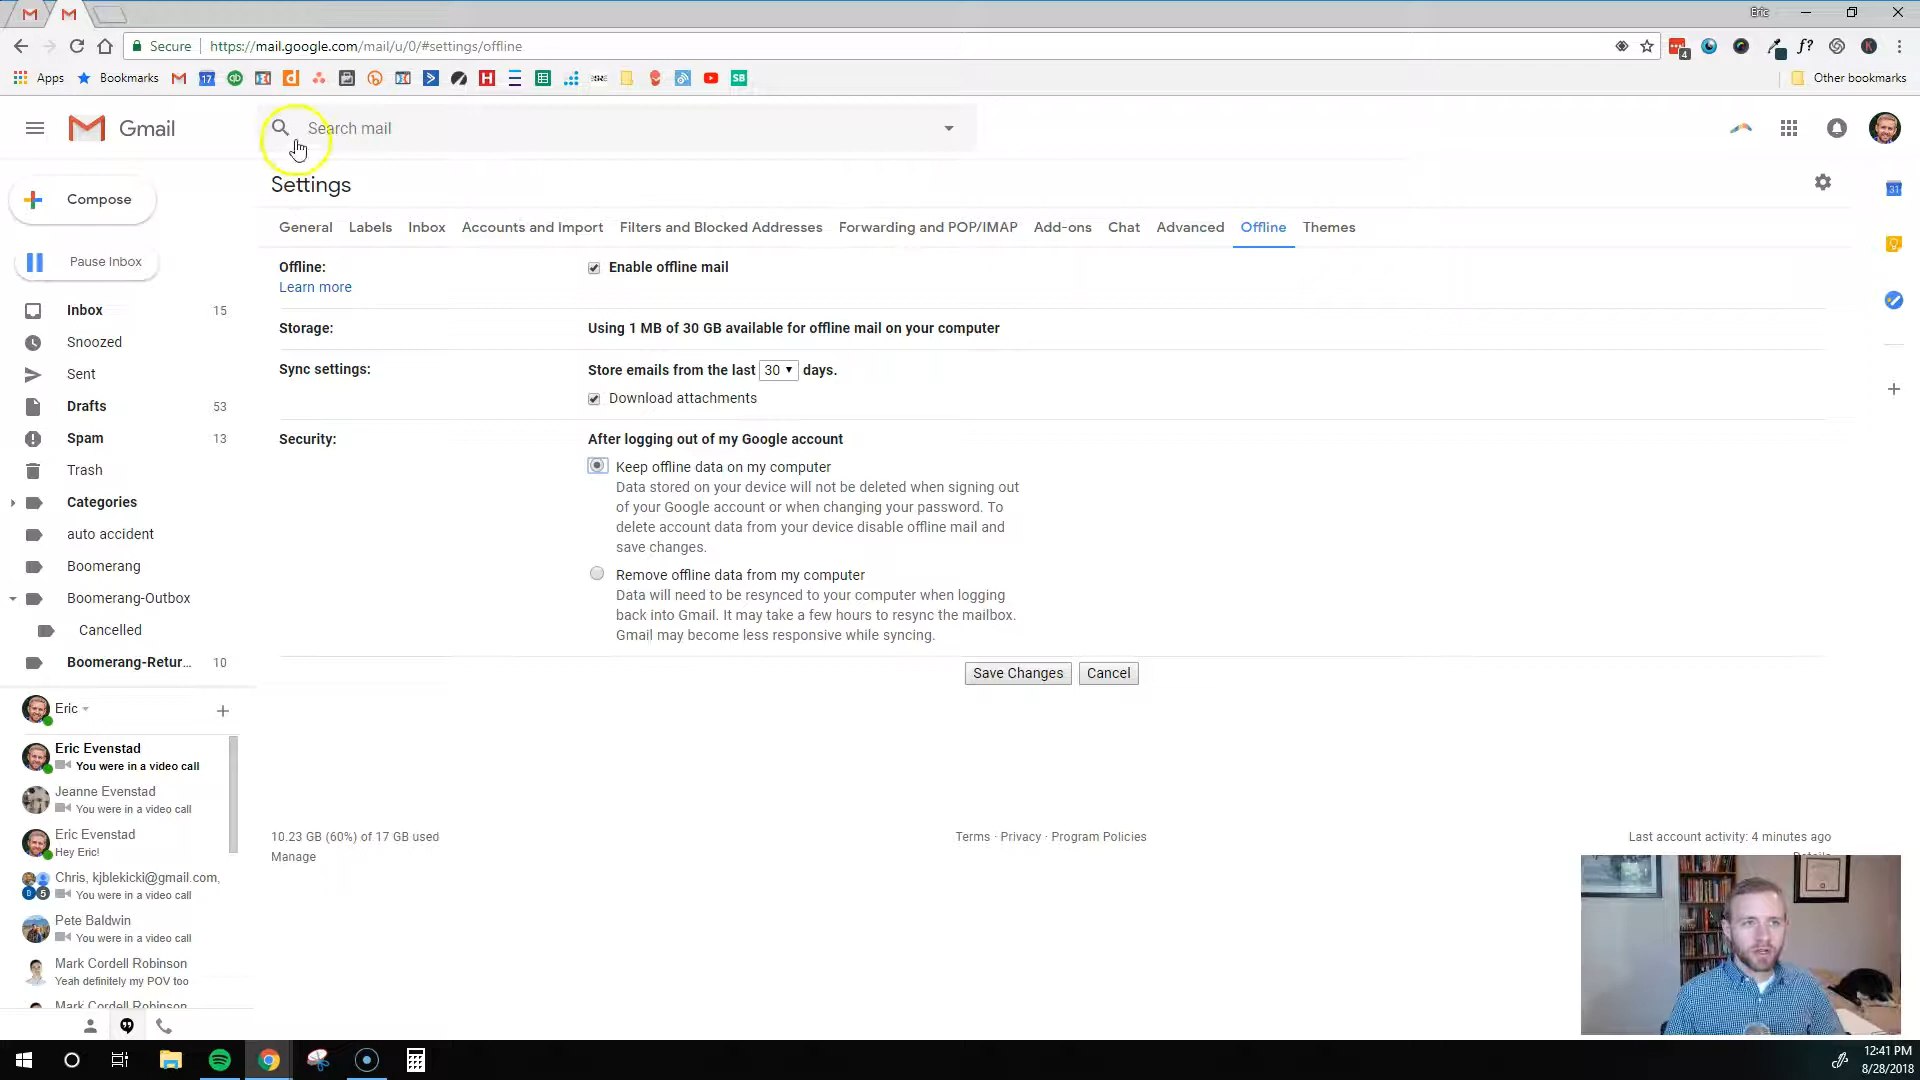 Eric
Secure
https://mail.google.com/mail/u/0/#settings/offline
4
f?
K
Apps
Bookmarks
17
SB
Other bookmarks
Gmail
Search mail
Settings
Compose
Pause Inbox
General
Labels
Inbox
Accounts and Import
Filters and Blocked Addresses
Forwarding and POP/IMAP
Add-ons
Chat
Advanced
Offline
Themes
31
Offline:
Learn more
Enable offline mail
Storage:
Using 1 MB of 30 GB available for offline mail on your computer
Sync settings:
Store emails from the last 30 days.
Download attachments
Security:
After logging out of my Google account
Keep offline data on my computer
Data stored on your device will not be deleted when signing out
of your Google account or when changing your password. To
delete account data from your device disable offline mail and
save changes.
Remove offline data from my computer
Data will need to be resynced to your computer when logging
back into Gmail. It may take a few hours to resync the mailbox.
Gmail may become less responsive while syncing.
Save Changes
Cancel
Inbox 15
Snoozed
Sent
Drafts 53
Spam 13
Trash
Categories
auto accident
Boomerang
Boomerang-Outbox
Cancelled
Boomerang-Retur... 10
Eric
Eric Evenstad
You were in a video call
Jeanne Evenstad
You were in a video call
Eric Evenstad
Hey Eric!
Chris, kjblekicki@gmail.com,
You were in a video call
Pete Baldwin
You were in a video call
Mark Cordell Robinson
Yeah definitely my POV too
Mark Cordell Robinson
10.23 GB (60%) of 17 GB used
Manage
Terms · Privacy · Program Policies
Last account activity: 4 minutes ago
Details
12:41 PM
8/28/2018